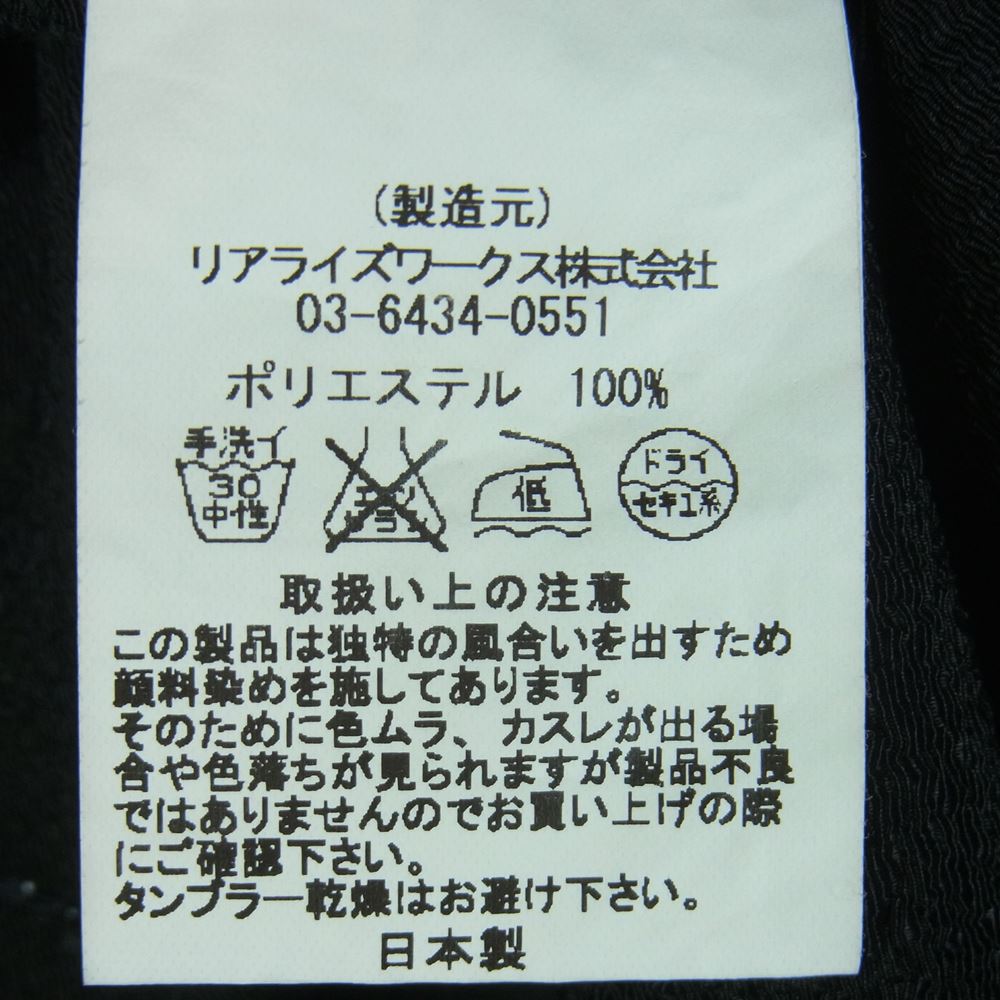 (製造元)
リアライズワークス株式会社
03-6434-0551
ポリエステル 100%
手洗イ
30
中性
エンソ
サラシ
低
ドライ
セキユ系
取扱い上の注意
この製品は独特の風合いを出すため
顔料染めを施してあります。
そのために色ムラ、カスレが出る場
合や色落ちが見られますが製品不良
ではありませんのでお買い上げの際
にご確認下さい。
タンブラー乾燥はお避け下さい。
日本製